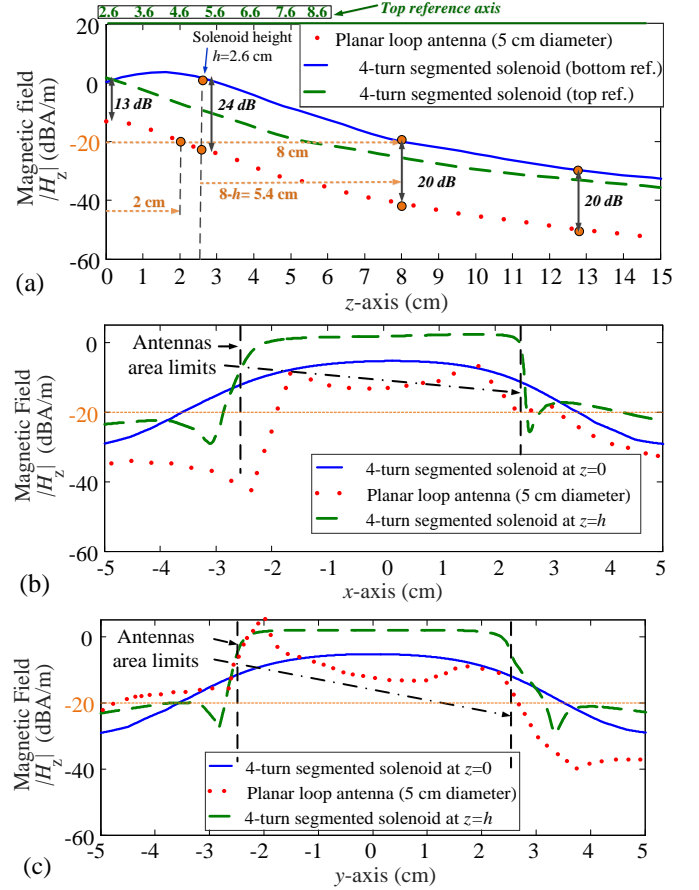 Top reference axis
2.6 3.6 4.6 5.6 6.6 7.6 8.6
Solenoid height
h=2.6 cm
Planar loop antenna (5 cm diameter)
4-turn segmented solenoid (bottom ref.)
4-turn segmented solenoid (top ref.)
Magnetic field
|Hz| (dBA/m)
20
0
-20
-40
-60
13 dB
24 dB
8 cm
2 cm
8-h= 5.4 cm
20 dB
20 dB
0 1 2 3 4 5 6 7 8 9 10 11 12 13 14 15
(a)
z-axis (cm)
Magnetic Field
|Hz| (dBA/m)
0
-20
-40
-60
Antennas
area limits
4-turn segmented solenoid at z=0
Planar loop antenna (5 cm diameter)
4-turn segmented solenoid at z=h
-5 -4 -3 -2 -1 0 1 2 3 4 5
(b)
x-axis (cm)
Magnetic Field
|Hz| (dBA/m)
0
-20
-40
-60
Antennas
area limits
4-turn segmented solenoid at z=0
Planar loop antenna (5 cm diameter)
4-turn segmented solenoid at z=h
-5 -4 -3 -2 -1 0 1 2 3 4 5
(c)
y-axis (cm)